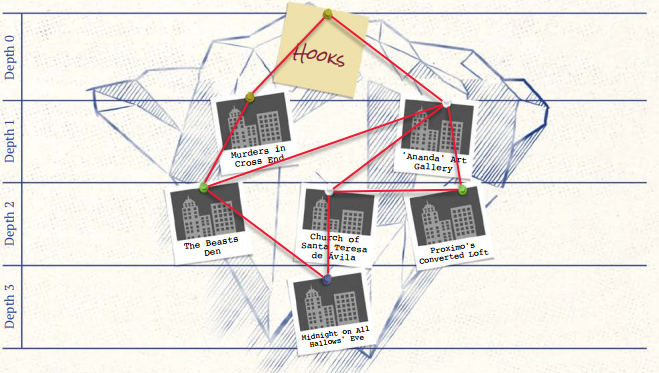 Depth 0
Hooks
Depth 1
Murders in
Cross End
'Ananda' Art
Gallery
Depth 2
The Beasts
Den
Church of
Santa Teresa
de Ávila
Proximo's
Converted Loft
Depth 3
Midnight on All
Hallows' Eve